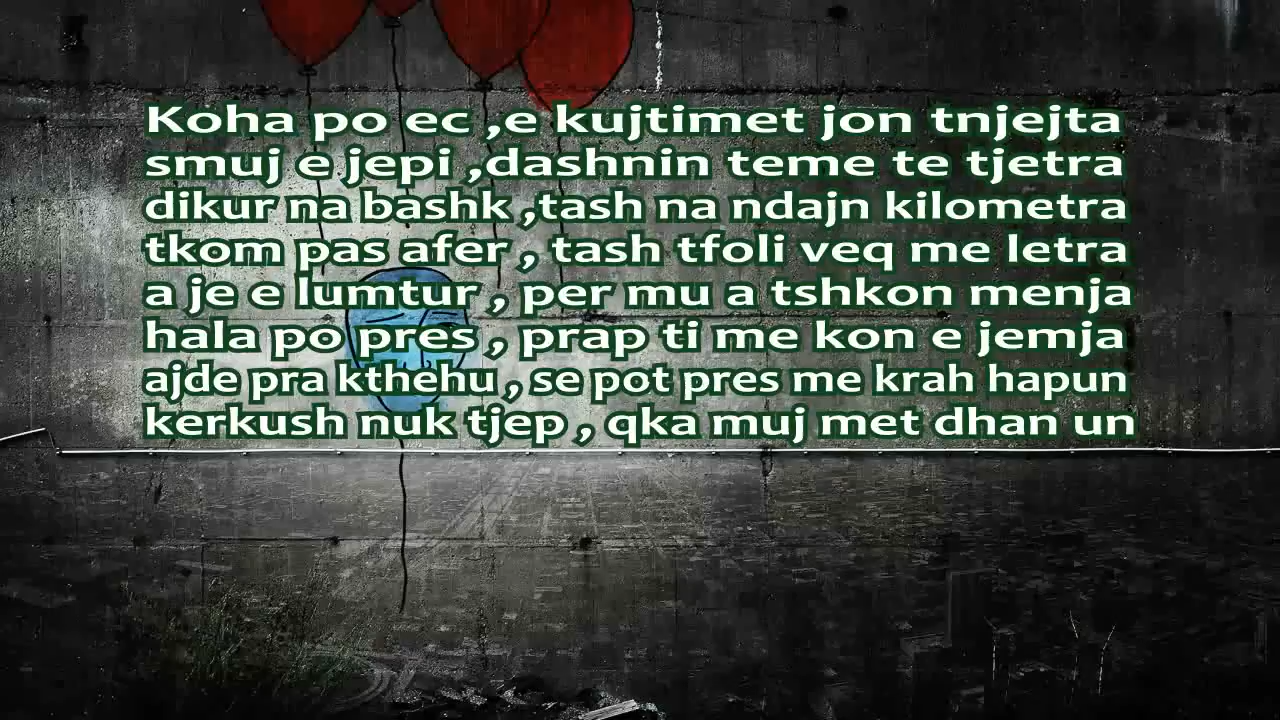 Koha po ec ,e kujtimet jon tnjejta
smuj e jepi ,dashnin teme te tjetra
dikur na bashk ,tash na ndajn kilometra
tkom pas afer , tash tfoli veq me letra
a je e lumtur , per mu a tshkon menja
hala po pres , prap ti me kon e jemja
ajde pra kthehu , se pot pres me krah hapun
kerkush nuk tjep , qka muj met dhan un